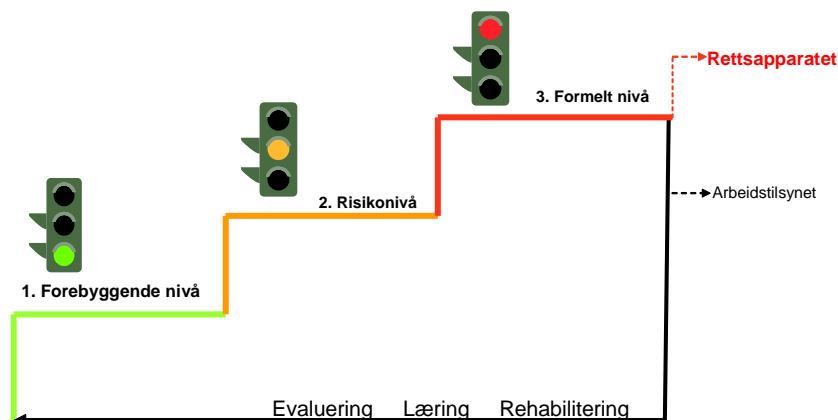 3. Formelt nivå
Rettsapparatet
2. Risikonivå
Arbeidstilsynet
1. Forebyggende nivå
Evaluering Læring Rehabilitering